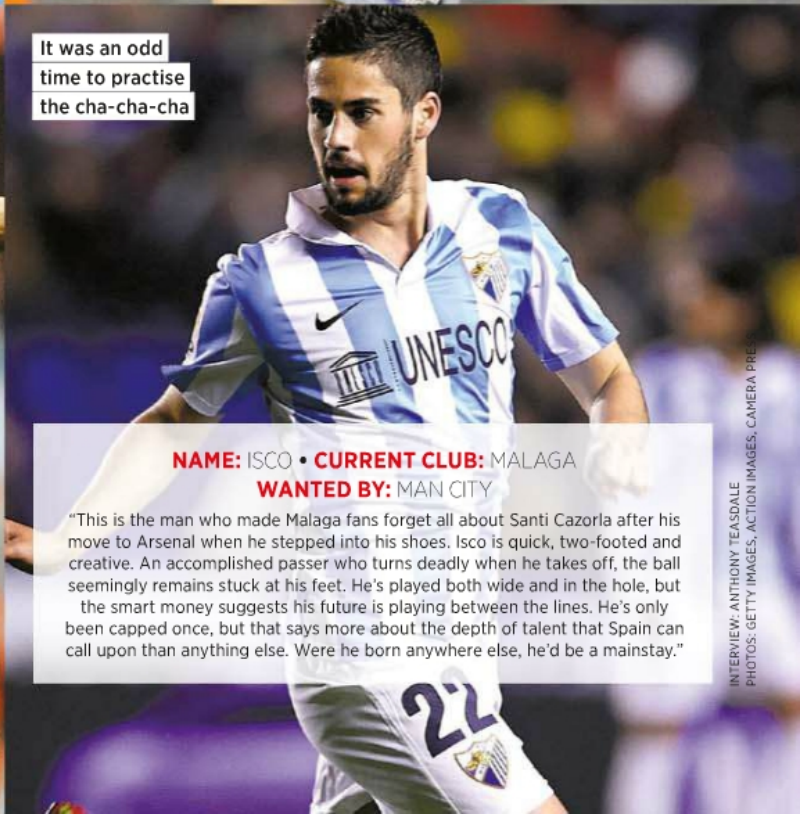 It was an odd
time to practise
the cha-cha-cha
UNESCO
NAME: ISCO • CURRENT CLUB: MALAGA
WANTED BY: MAN CITY
“This is the man who made Malaga fans forget all about Santi Cazorla after his
move to Arsenal when he stepped into his shoes. Isco is quick, two-footed and
creative. An accomplished passer who turns deadly when he takes off, the ball
seemingly remains stuck at his feet. He’s played both wide and in the hole, but
the smart money suggests his future is playing between the lines. He’s only
been capped once, but that says more about the depth of talent that Spain can
call upon than anything else. Were he born anywhere else, he’d be a mainstay.”
22
INTERVIEW: ANTHONY TEASDALE
PHOTOS: GETTY IMAGES, ACTION IMAGES, CAMERA PRESS